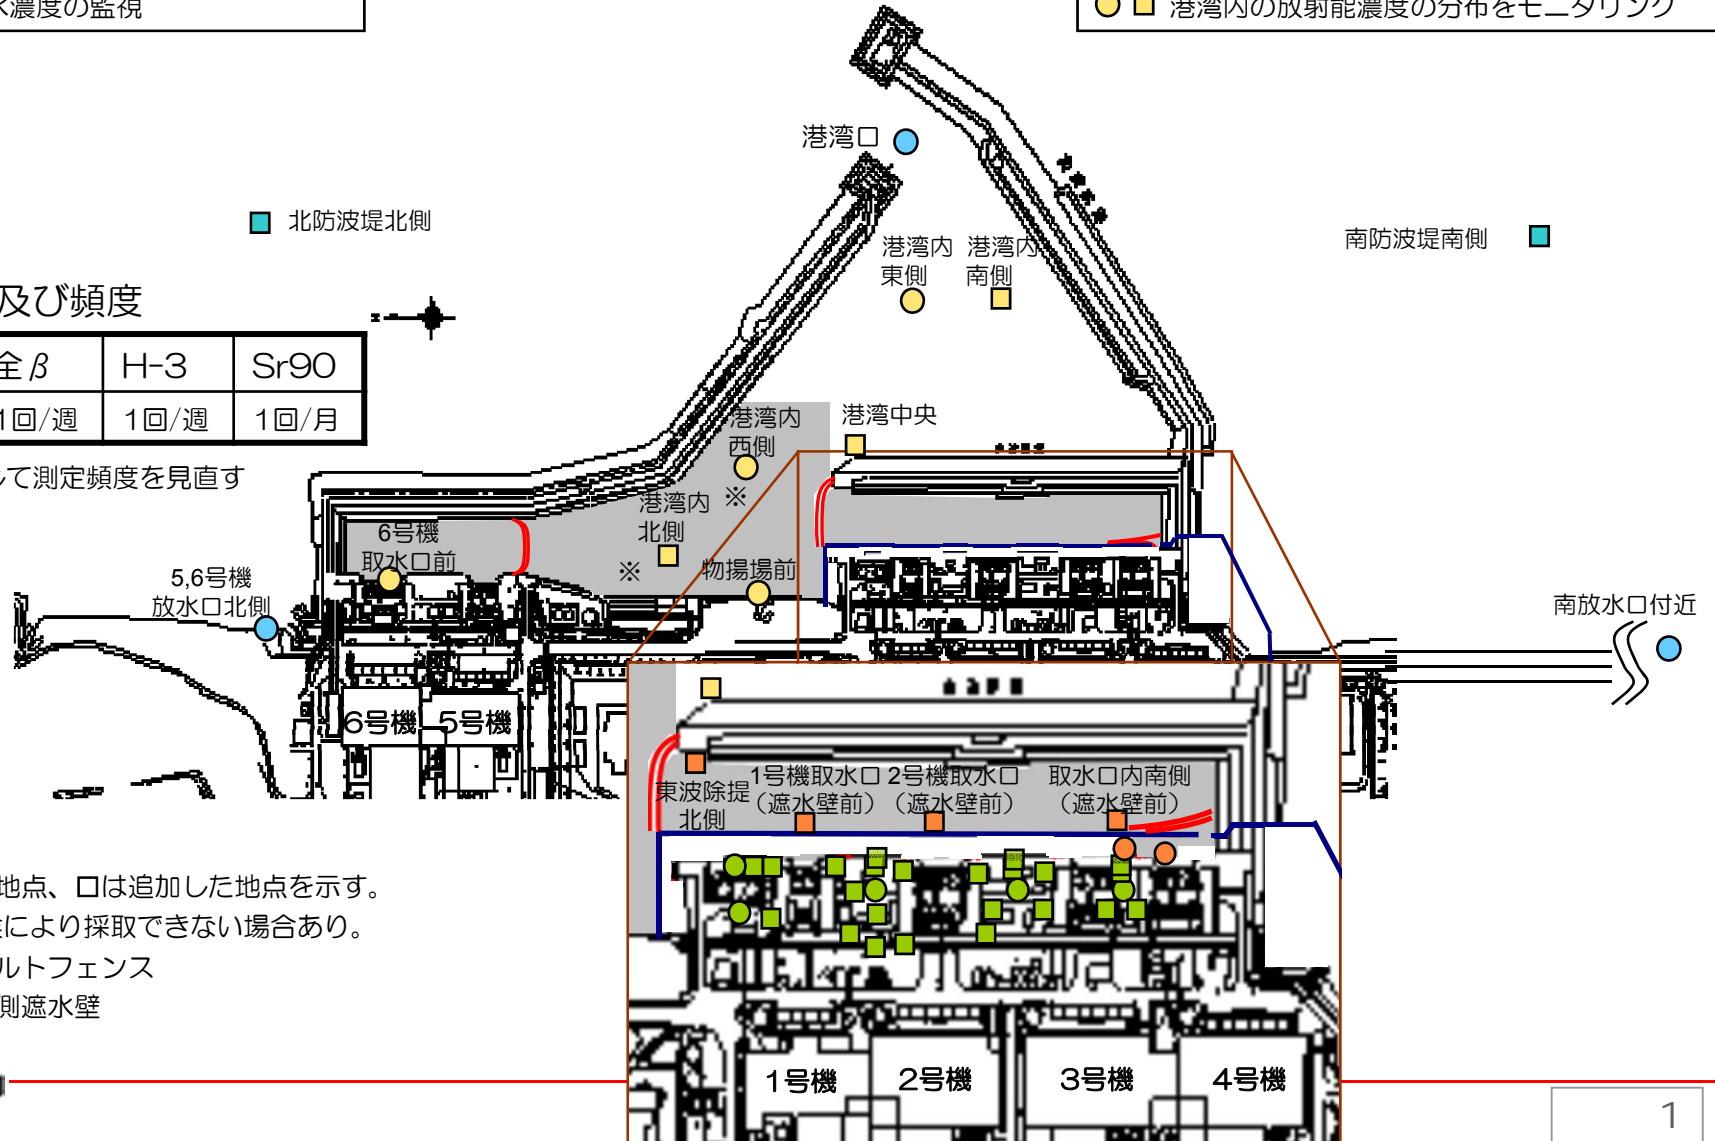 水濃度の監視
港湾内の放射能濃度の分布をモニタリング
港湾口
北防波堤北側
南防波堤南側
港湾内
東側
港湾内
南側
及び頻度
全β H-3 Sr90
1回/週 1回/週 1回/月
して測定頻度を見直す
港湾内
西側
※
港湾中央
港湾内
北側
※
6号機
取水口前
物揚場前
5,6号機
放水口北側
南放水口付近
6号機 5号機
東波除堤
北側
1号機取水口
(遮水壁前)
2号機取水口
(遮水壁前)
取水口内南側
(遮水壁前)
地点、□は追加した地点を示す。
により採取できない場合あり。
ルトフェンス
側遮水壁
1号機 2号機 3号機 4号機
1